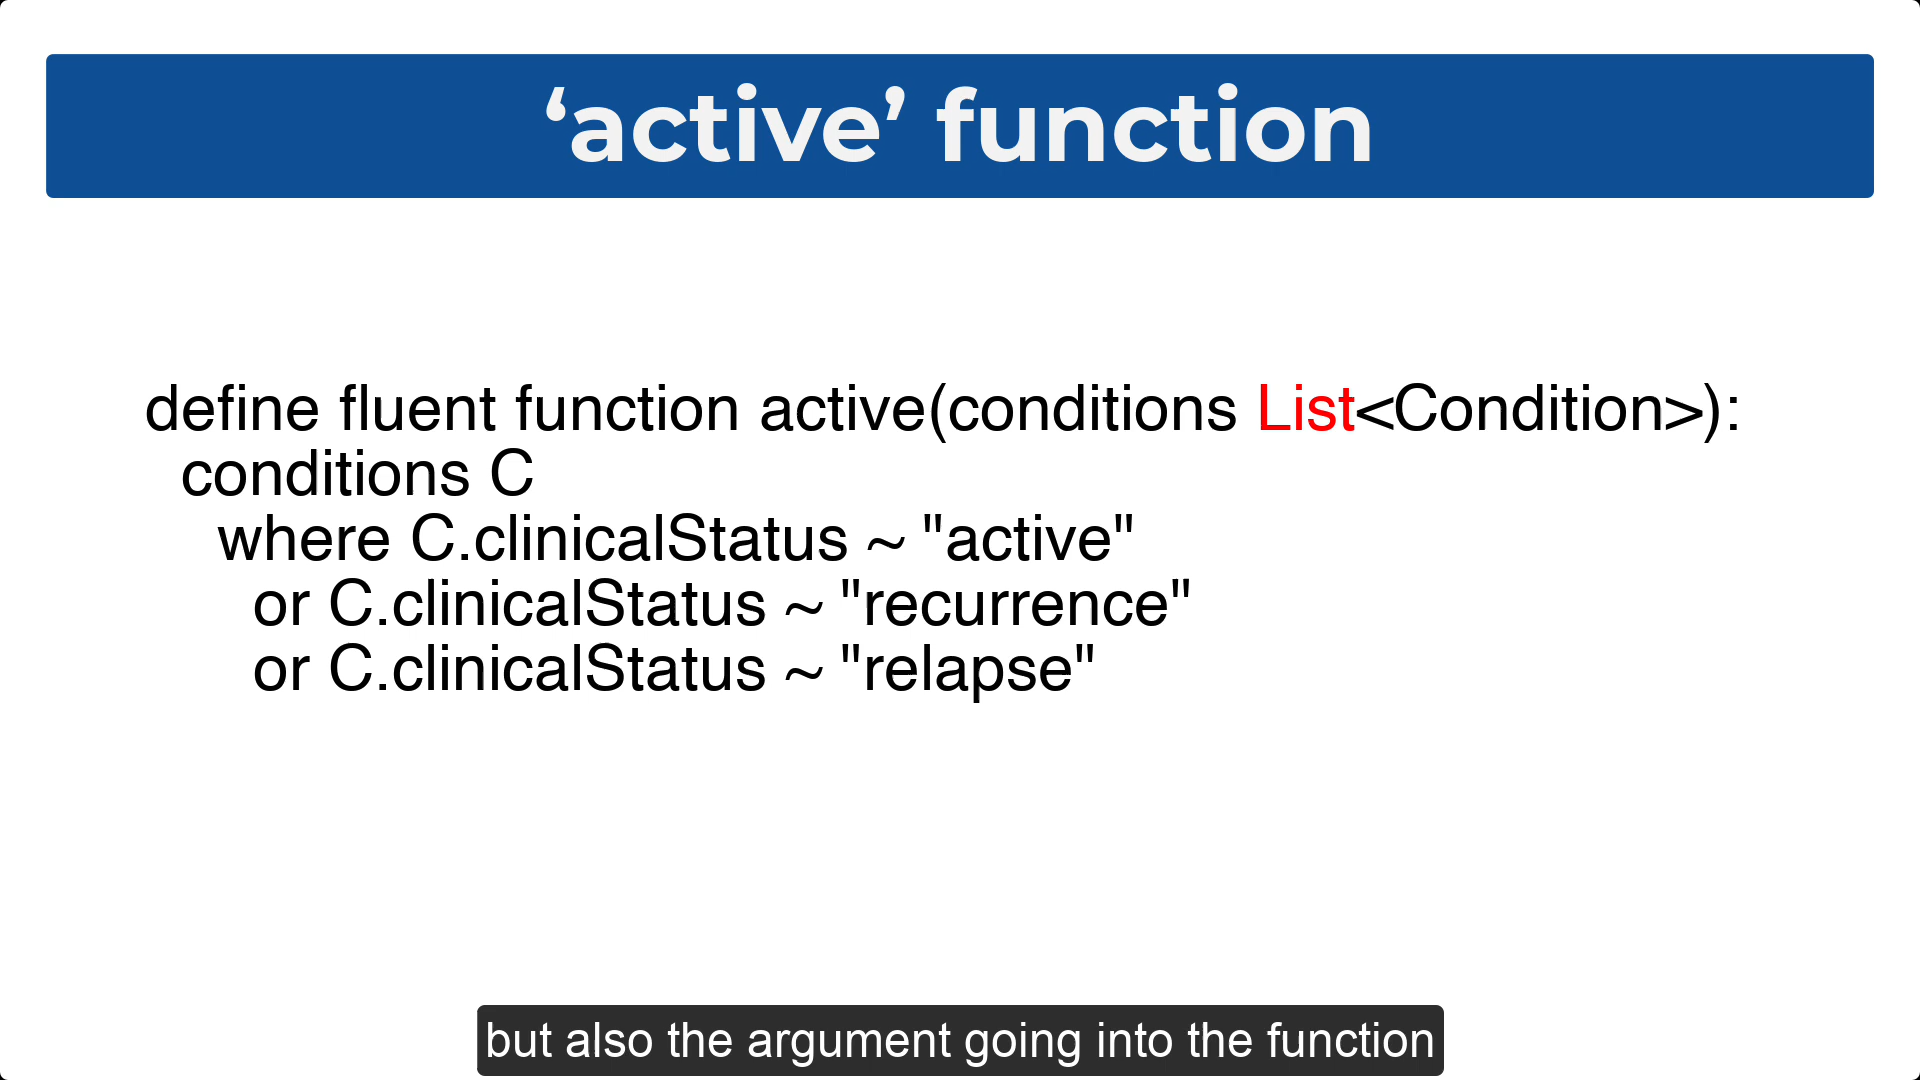 ‘active’ function
define fluent function active(conditions List<Condition>):
conditions C
where C.clinicalStatus ~ "active"
or C.clinicalStatus ~ "recurrence"
or C.clinicalStatus ~ "relapse"
but also the argument going into the function